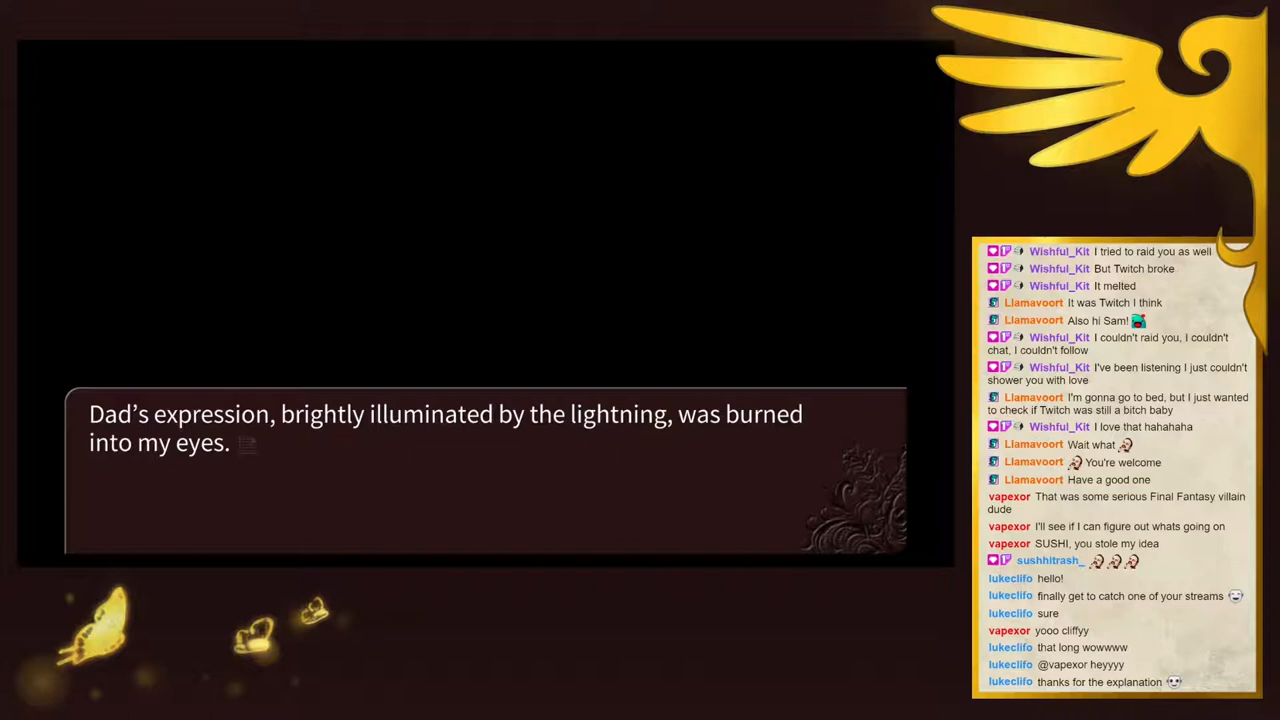 Dad’s expression, brightly illuminated by the lightning, was burned
into my eyes.
Wishful_Kit I tried to raid you as well
Wishful_Kit But Twitch broke
Wishful_Kit It melted
Llamavoort It was Twitch I think
Llamavoort Also hi Sam!
Wishful_Kit I couldn't raid you, I couldn't
chat, I couldn't follow
Wishful_Kit I've been listening I just couldn't
shower you with love
Llamavoort I'm gonna go to bed, but I just wanted
to check if Twitch was still a bitch baby
Wishful_Kit I love that hahahaha
Llamavoort Wait what
Llamavoort You're welcome
Llamavoort Have a good one
vapexor That was some serious Final Fantasy villain
dude
vapexor I'll see if I can figure out whats going on
vapexor SUSHI, you stole my idea
sushhitrash_
lukeclifo hello!
lukeclifo finally get to catch one of your streams
lukeclifo sure
vapexor yooo cliffyy
lukeclifo that long wowwww
lukeclifo @vapexor heyyyy
lukeclifo thanks for the explanation